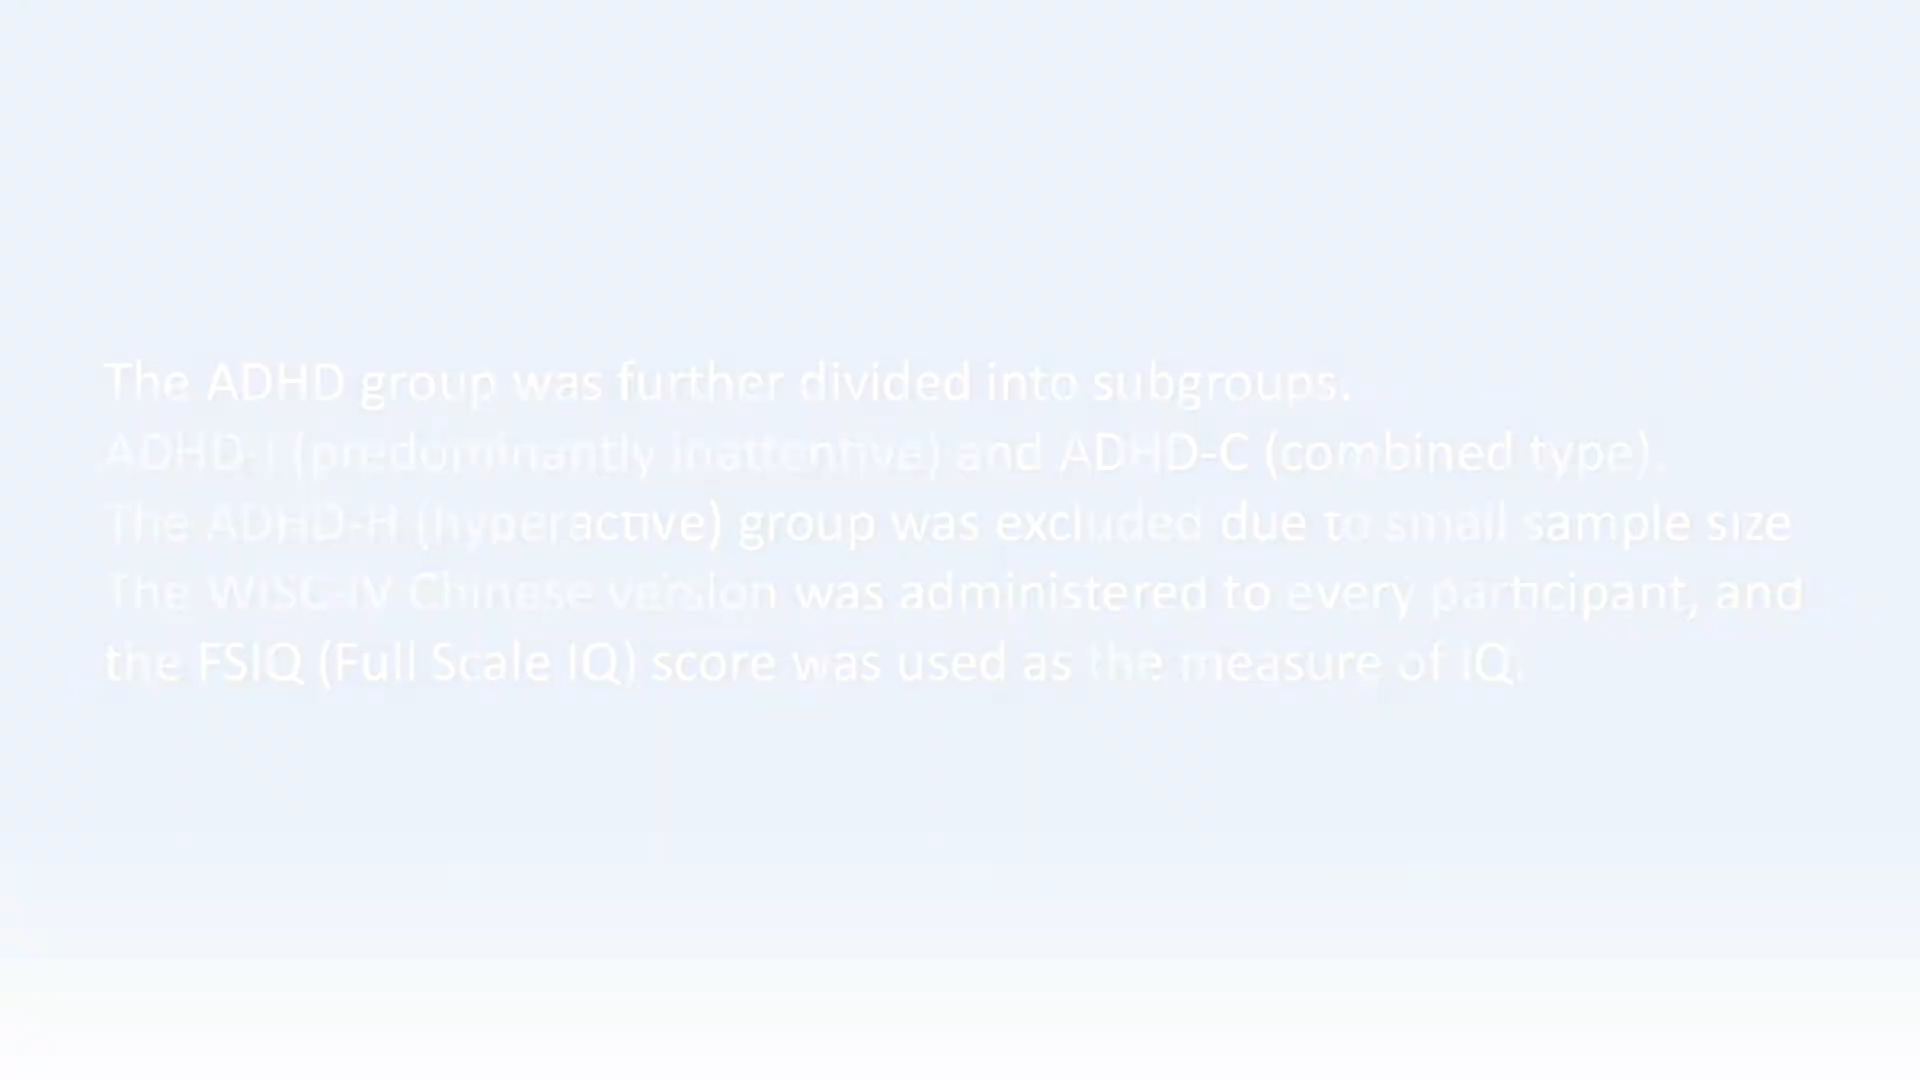 The ADHD group was further divided into subgroups.
ADHD-I (predominantly inattentive) and ADHD-C (combined type).
The ADHD-H (hyperactive) group was excluded due to small sample size
The WISC-IV Chinese version was administered to every participant, and
the FSIQ (Full Scale IQ) score was used as the measure of IQ.